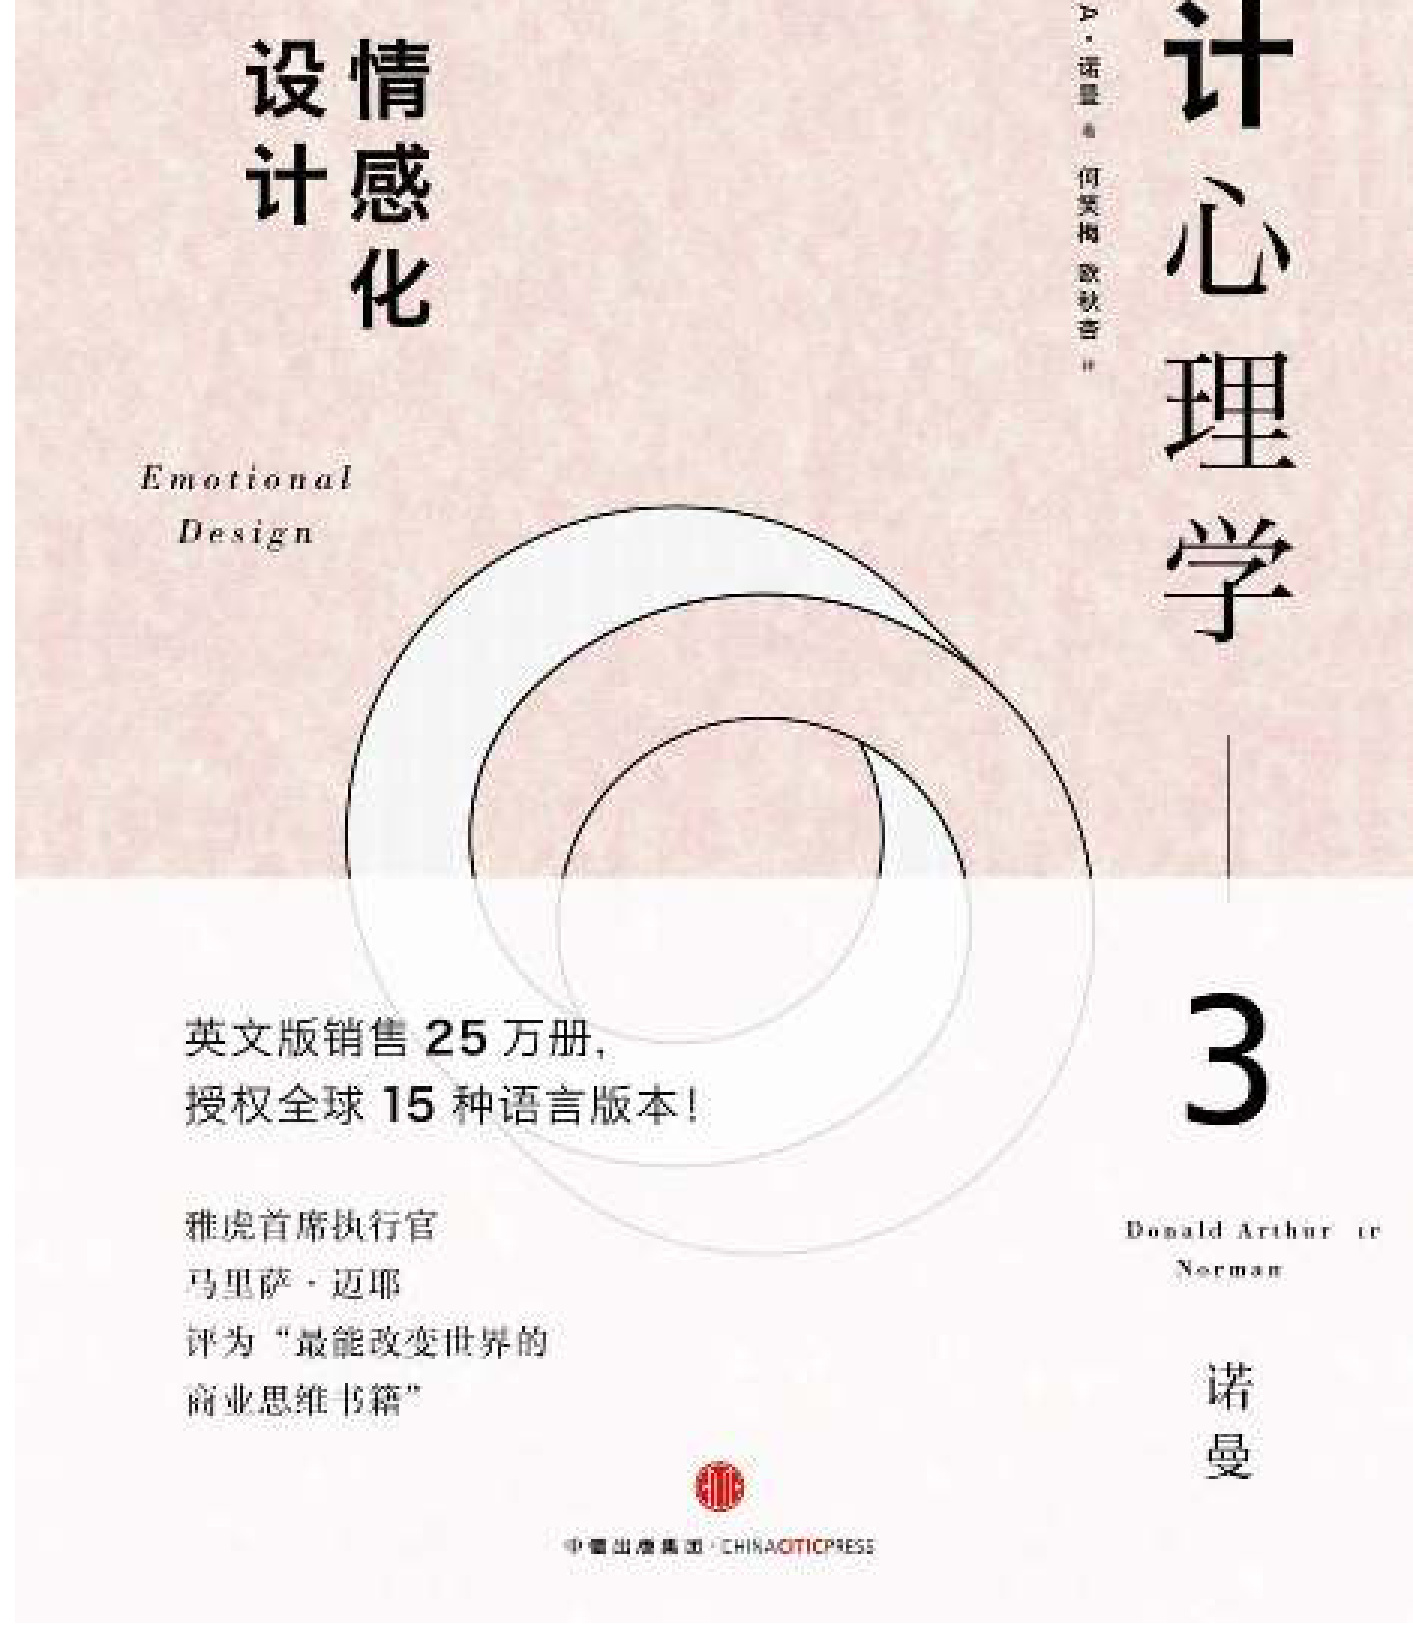 计心理学
3
Donald Arthur
Norman
诺曼
A·诺曼
何笑梅 欧秋杏
情感化
设计
Emotional
Design
英文版销售 25 万册，
授权全球 15 种语言版本！
雅虎首席执行官
马里萨·迈耶
评为“最能改变世界的
商业思维书籍”
中信出版集团·CHINACITICPRESS